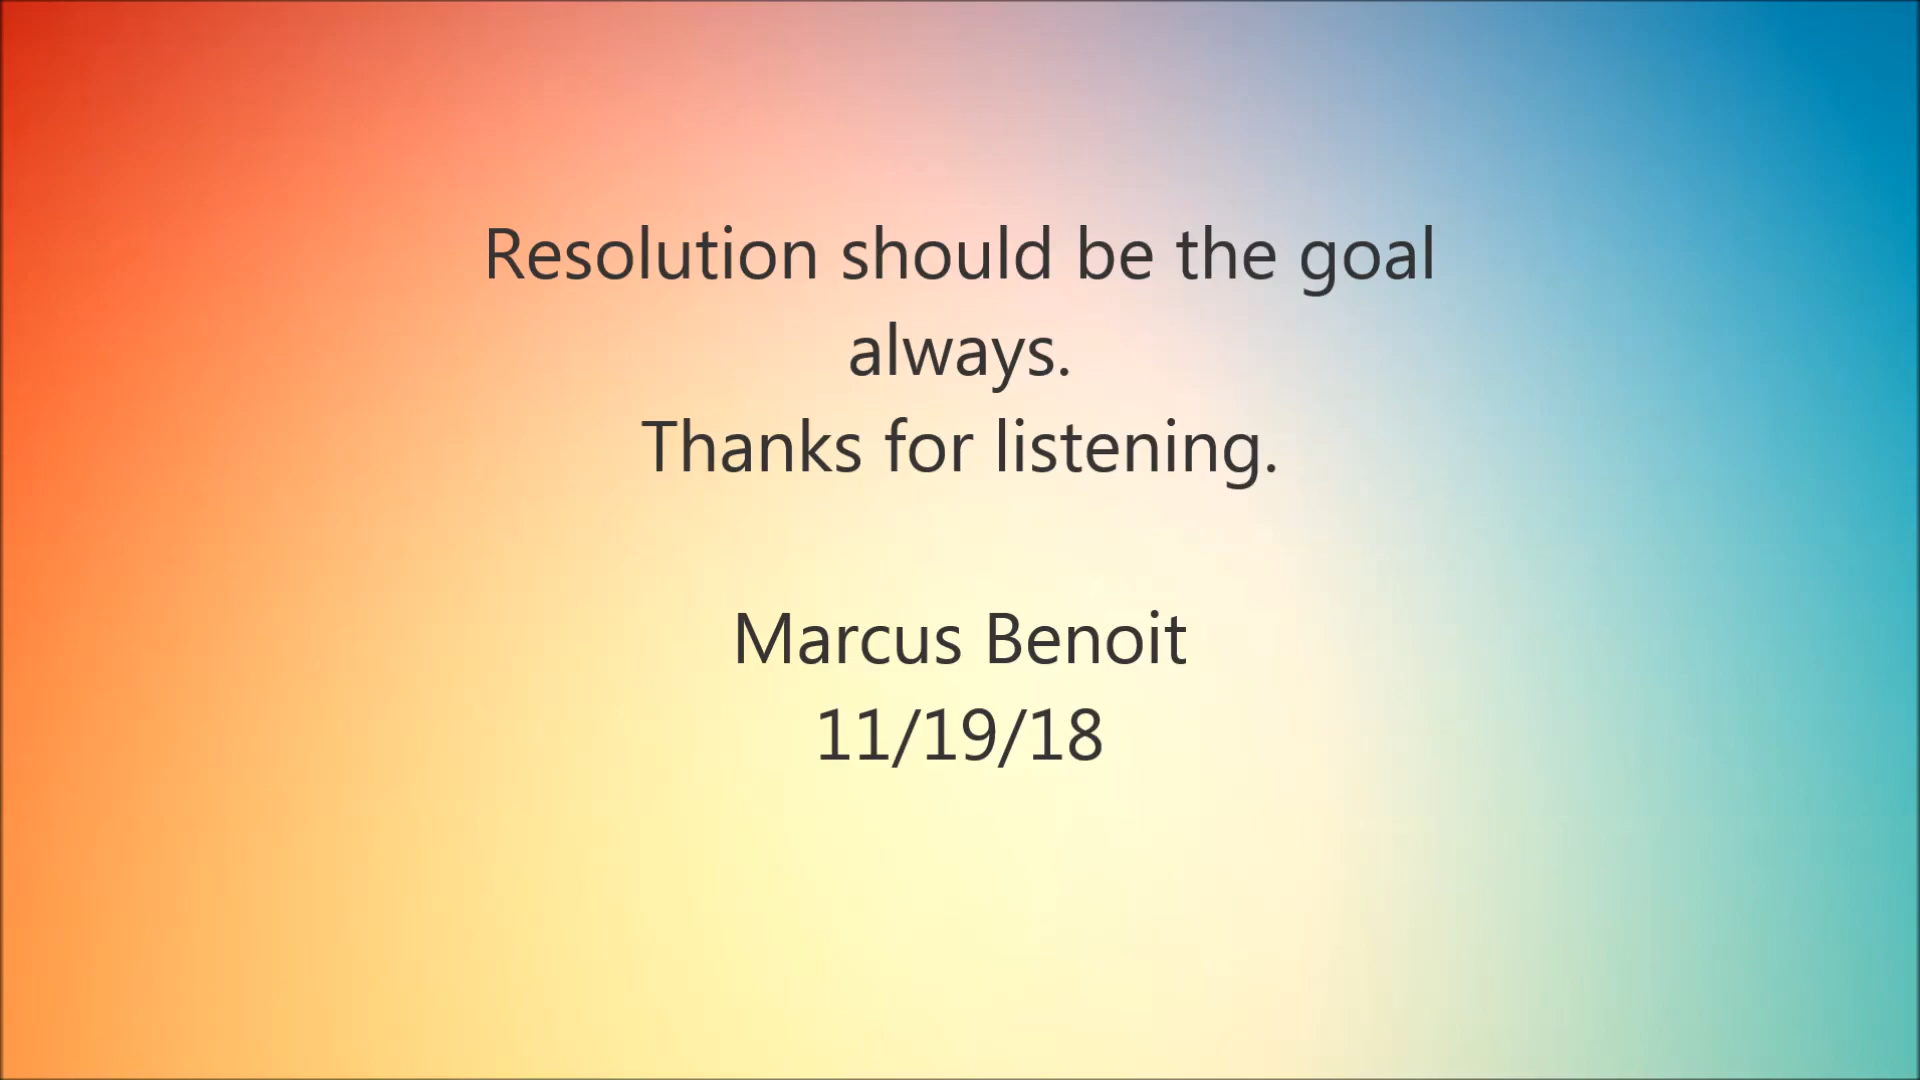 Resolution should be the goal
always.
Thanks for listening.
Marcus Benoit
11/19/18